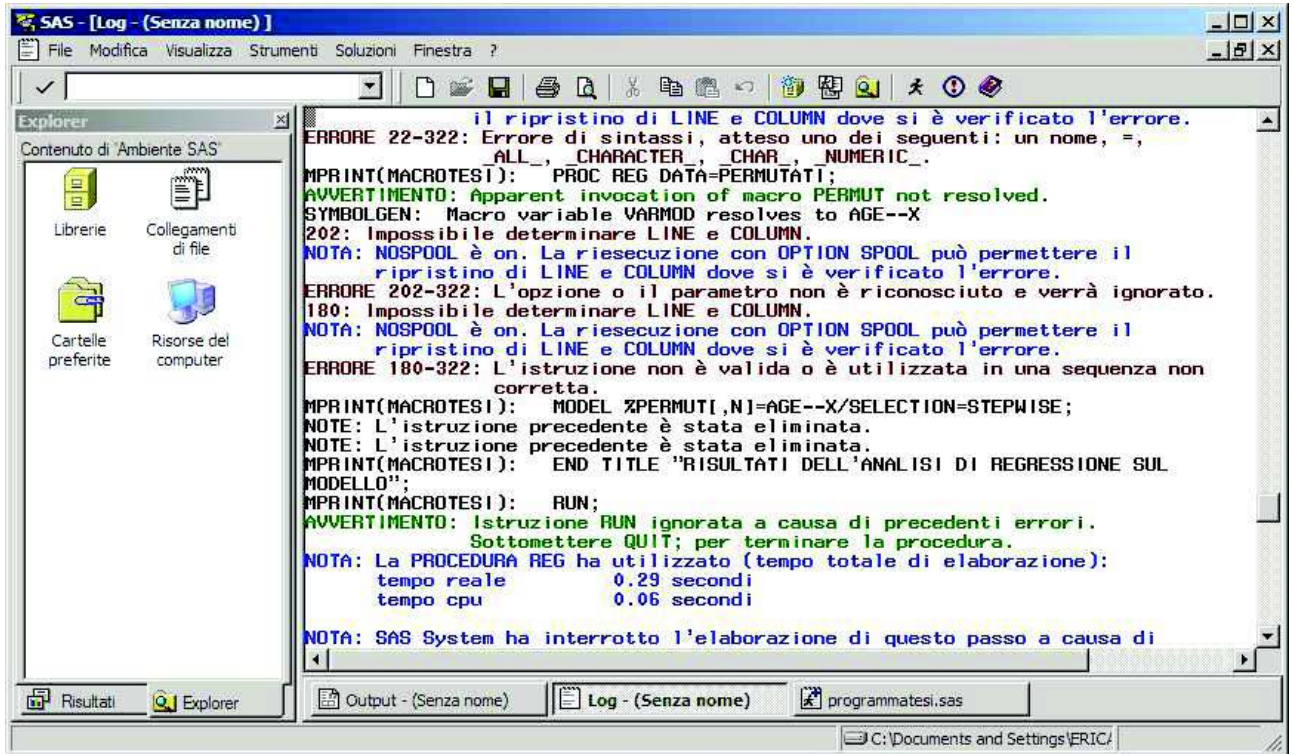 SAS - [Log - (Senza nome) ]
File Modifica Visualizza Strumenti Soluzioni Finestra ?
Explorer
Contenuto di 'Ambiente SAS'
Librerie
Collegamenti
di file
Cartelle
preferite
Risorse del
computer
il ripristino di LINE e COLUMN dove si è verificato l'errore.
ERRORE 22-322: Errore di sintassi, atteso uno dei seguenti: un nome, =,
_ALL_, _CHARACTER_, _CHAR_, _NUMERIC_.
MPRINT(MACROTESI):   PROC REG DATA=PERMUTATI;
AVVERTIMENTO: Apparent invocation of macro PERMUT not resolved.
SYMBOLGEN:  Macro variable VARMOD resolves to AGE--X
202: Impossibile determinare LINE e COLUMN.
NOTA: NOSPOOL è on. La riesecuzione con OPTION SPOOL può permettere il
ripristino di LINE e COLUMN dove si è verificato l'errore.
ERRORE 202-322: L'opzione o il parametro non è riconosciuto e verrà ignorato.
180: Impossibile determinare LINE e COLUMN.
NOTA: NOSPOOL è on. La riesecuzione con OPTION SPOOL può permettere il
ripristino di LINE e COLUMN dove si è verificato l'errore.
ERRORE 180-322: L'istruzione non è valida o è utilizzata in una sequenza non
corretta.
MPRINT(MACROTESI):   MODEL %PERMUT[,N]=AGE--X/SELECTION=STEPWISE;
NOTE: L'istruzione precedente è stata eliminata.
NOTE: L'istruzione precedente è stata eliminata.
MPRINT(MACROTESI):   END TITLE "RISULTATI DELL'ANALISI DI REGRESSIONE SUL
MODELLO";
MPRINT(MACROTESI):   RUN;
AVVERTIMENTO: Istruzione RUN ignorata a causa di precedenti errori.
Sottomettere QUIT; per terminare la procedura.
NOTA: La PROCEDURA REG ha utilizzato (tempo totale di elaborazione):
tempo reale 0.29 secondi
tempo cpu 0.06 secondi
NOTA: SAS System ha interrotto l'elaborazione di questo passo a causa di
Risultati
Explorer
Output - (Senza nome)
Log - (Senza nome)
programmatesi.sas
C:\Documents and Settings\ERICA